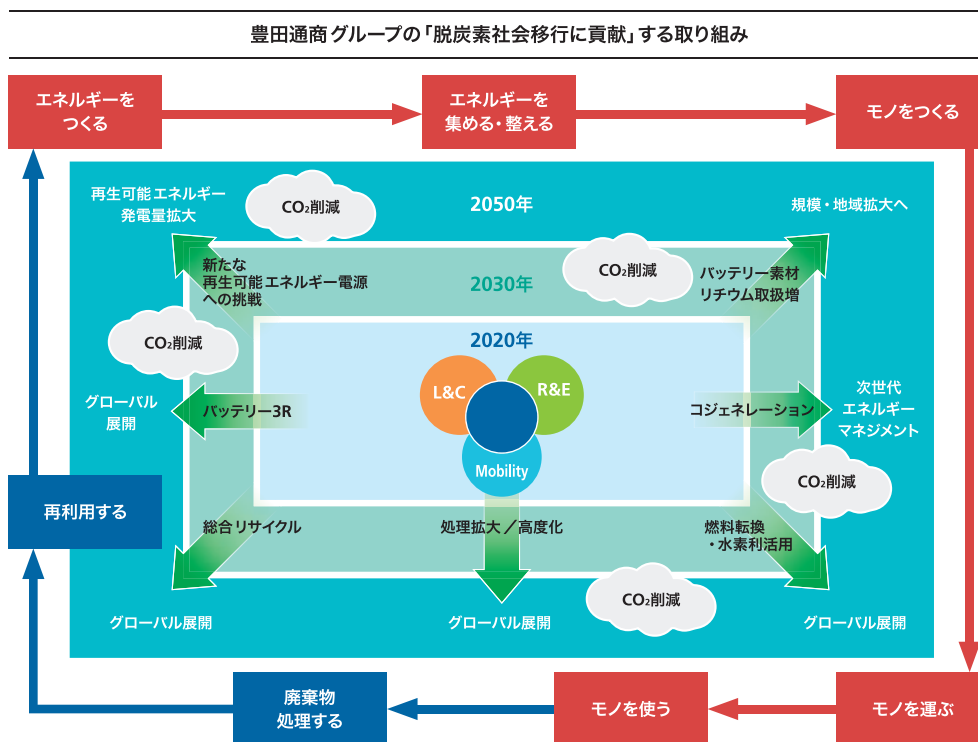 豊田通商グループの「脱炭素社会移行に貢献」する取り組み
エネルギーを
つくる
エネルギーを
集める・整える
モノをつくる
再生可能エネルギー
発電量拡大
CO₂削減
2050年
規模・地域拡大へ
新たな
再生可能エネルギー電源
への挑戦
2030年
CO₂削減
バッテリー素材
リチウム取扱増
CO₂削減
2020年
L&C
R&E
Mobility
グローバル
展開
バッテリー3R
コジェネレーション
次世代
エネルギー
マネジメント
CO₂削減
再利用する
総合リサイクル
処理拡大/高度化
燃料転換
・水素利活用
CO₂削減
グローバル展開
グローバル展開
グローバル展開
廃棄物
処理する
モノを使う
モノを運ぶ